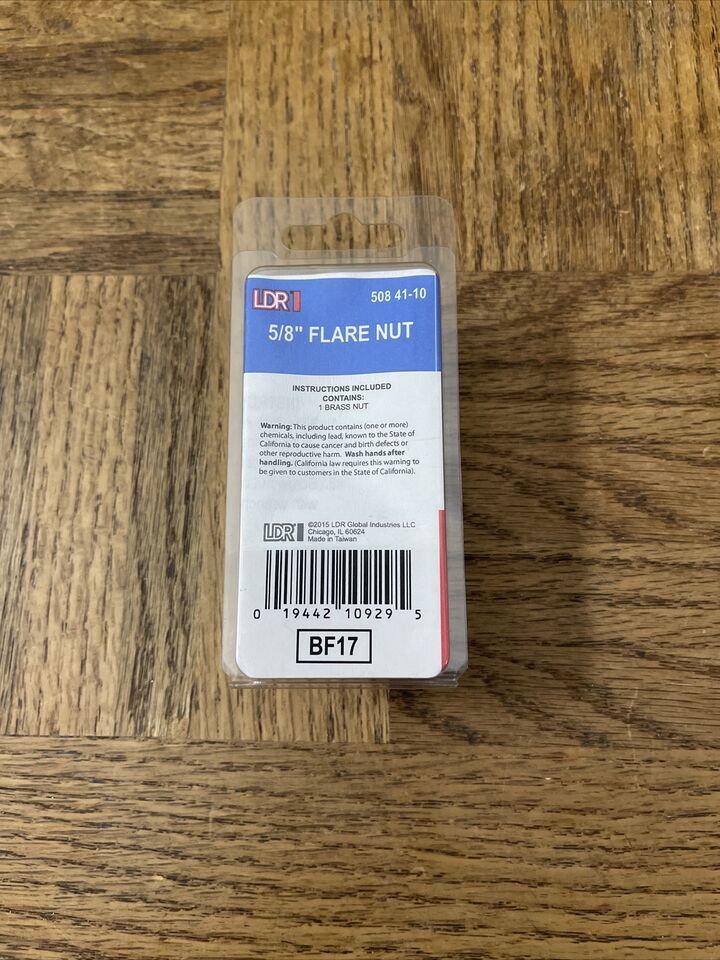 LDR 508 41-10
5/8" FLARE NUT
INSTRUCTIONS INCLUDED
CONTAINS:
1 BRASS NUT
Warning: This product contains (one or more)
chemicals, including lead, known to the State of
California to cause cancer and birth defects or
other reproductive harm. Wash hands after
handling. (California law requires this warning to
be given to customers in the State of California).
LDR ©2015 LDR Global Industries LLC
Chicago, IL 60624
Made in Taiwan
0 19442 10929 5
BF17